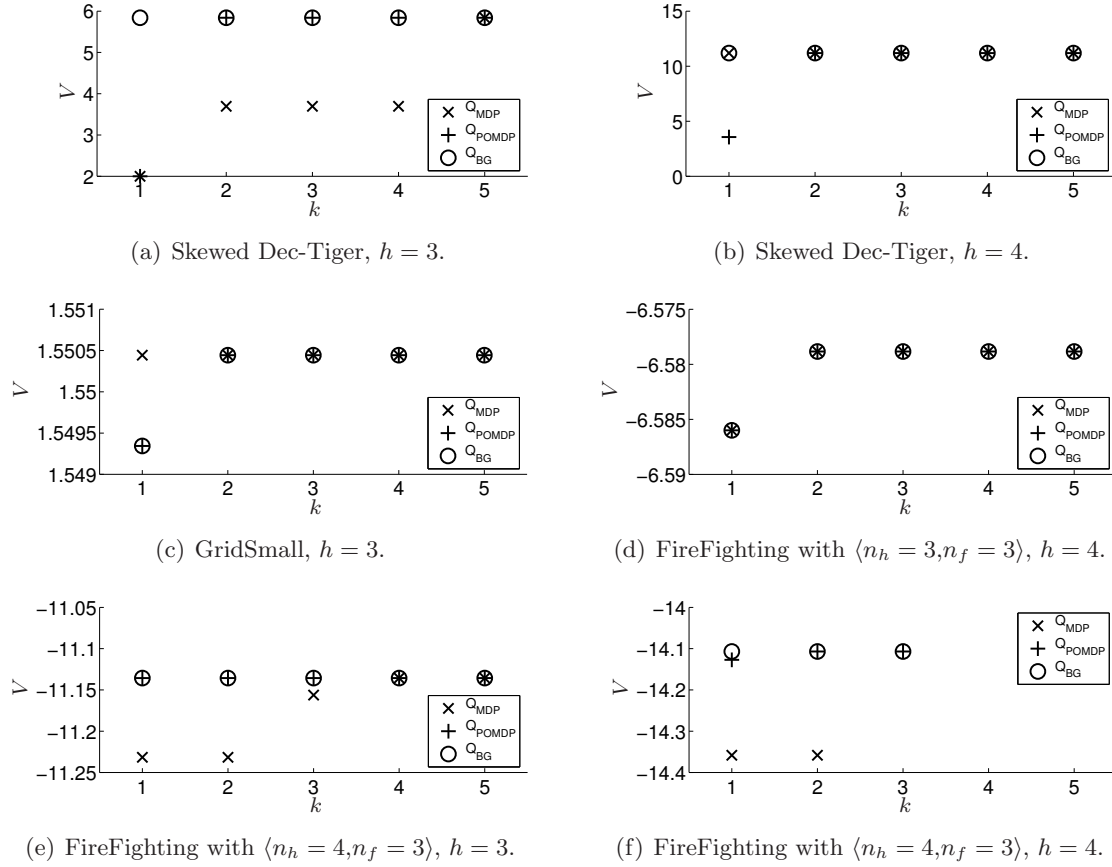 6
5
4
3
2
V
1 2 3 4 5
k
Q_MDP
Q_POMDP
Q_BG
(a) Skewed Dec-Tiger, h = 3.
15
10
5
0
V
1 2 3 4 5
k
Q_MDP
Q_POMDP
Q_BG
(b) Skewed Dec-Tiger, h = 4.
1.551
1.5505
1.55
1.5495
1.549
V
1 2 3 4 5
k
Q_MDP
Q_POMDP
Q_BG
(c) GridSmall, h = 3.
−6.575
−6.58
−6.585
−6.59
V
1 2 3 4 5
k
Q_MDP
Q_POMDP
Q_BG
(d) FireFighting with ⟨n_h = 3,n_f = 3⟩, h = 4.
−11.05
−11.1
−11.15
−11.2
−11.25
V
1 2 3 4 5
k
Q_MDP
Q_POMDP
Q_BG
(e) FireFighting with ⟨n_h = 4,n_f = 3⟩, h = 3.
−14
−14.1
−14.2
−14.3
−14.4
V
1 2 3 4 5
k
Q_MDP
Q_POMDP
Q_BG
(f) FireFighting with ⟨n_h = 4,n_f = 3⟩, h = 4.